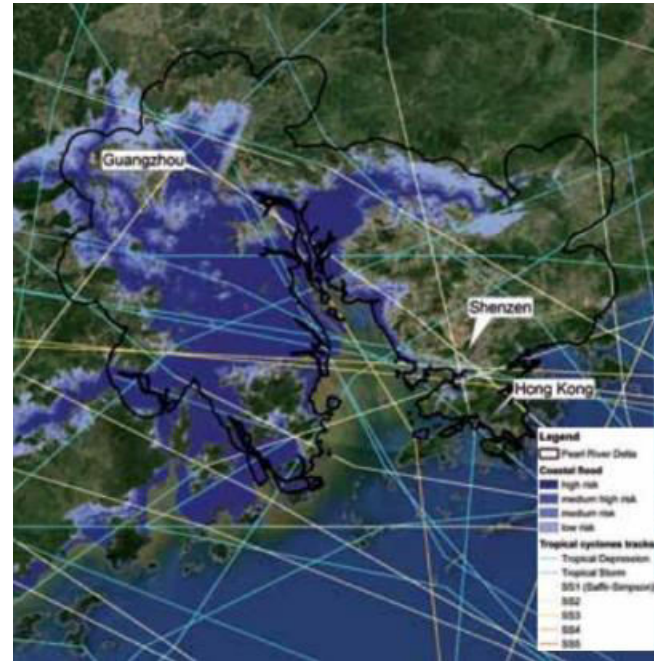 Guangzhou
Shenzen
Hong Kong
Legend
Pearl River Delta
Coastal flood
high risk
medium high risk
medium risk
low risk
Tropical cyclones tracks
Tropical Depression
Tropical Storm
SS1 (Saffir-Simpson)
SS2
SS3
SS4
SS5